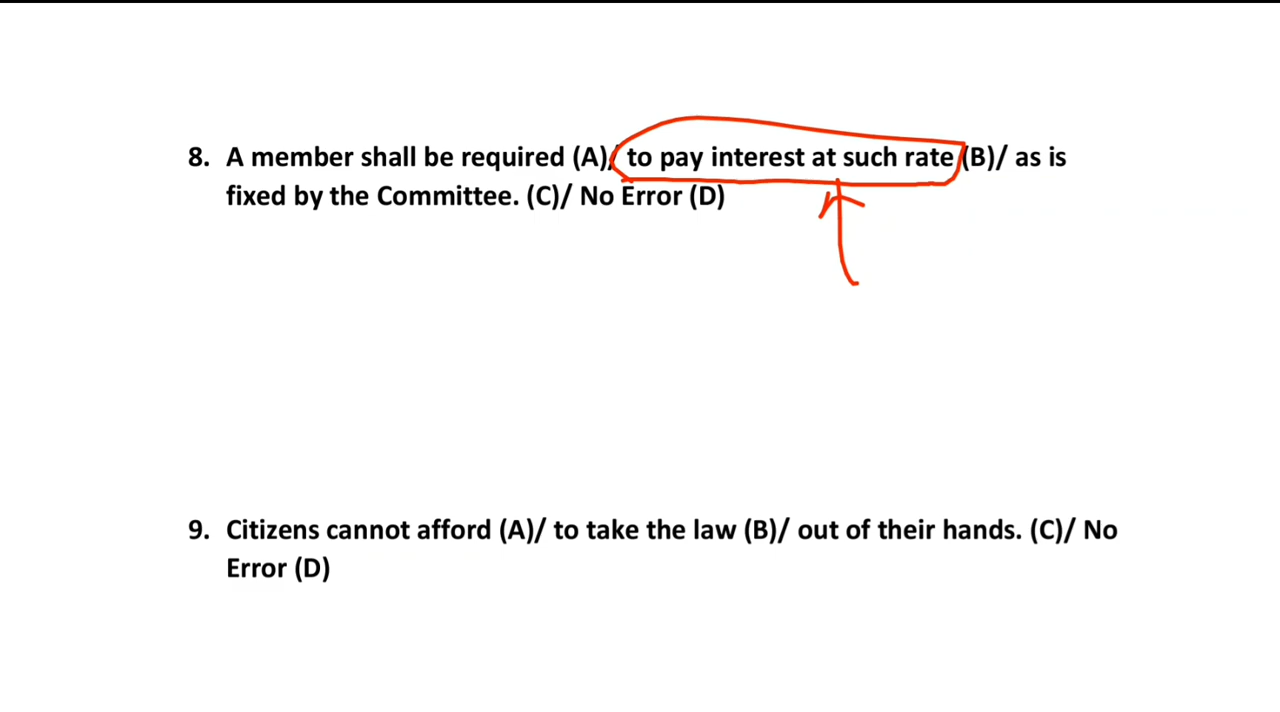 8. A member shall be required (A)/ to pay interest at such rate (B)/ as is
fixed by the Committee. (C)/ No Error (D)
9. Citizens cannot afford (A)/ to take the law (B)/ out of their hands. (C)/ No
Error (D)